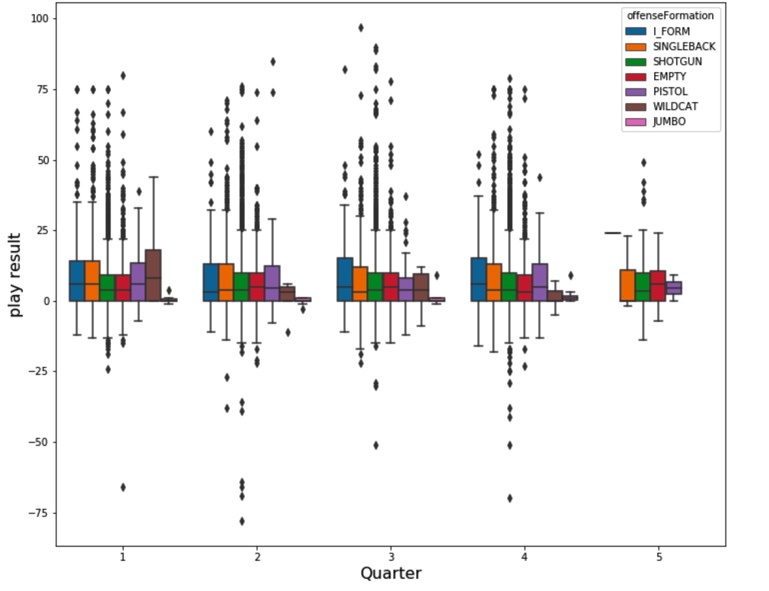 100
75
50
25
0
−25
−50
−75
play result
1 2 3 4 5
Quarter
offenseFormation
I_FORM
SINGLEBACK
SHOTGUN
EMPTY
PISTOL
WILDCAT
JUMBO